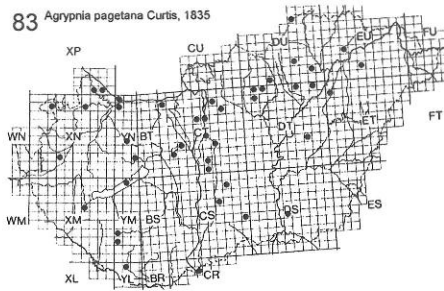 83 Agrypnia pagetana Curtis, 1835
XP CU DU EU FU
WN XN YN BT CT DT ET FT
WM XM YM BS CS DS ES
XL YL BR CR